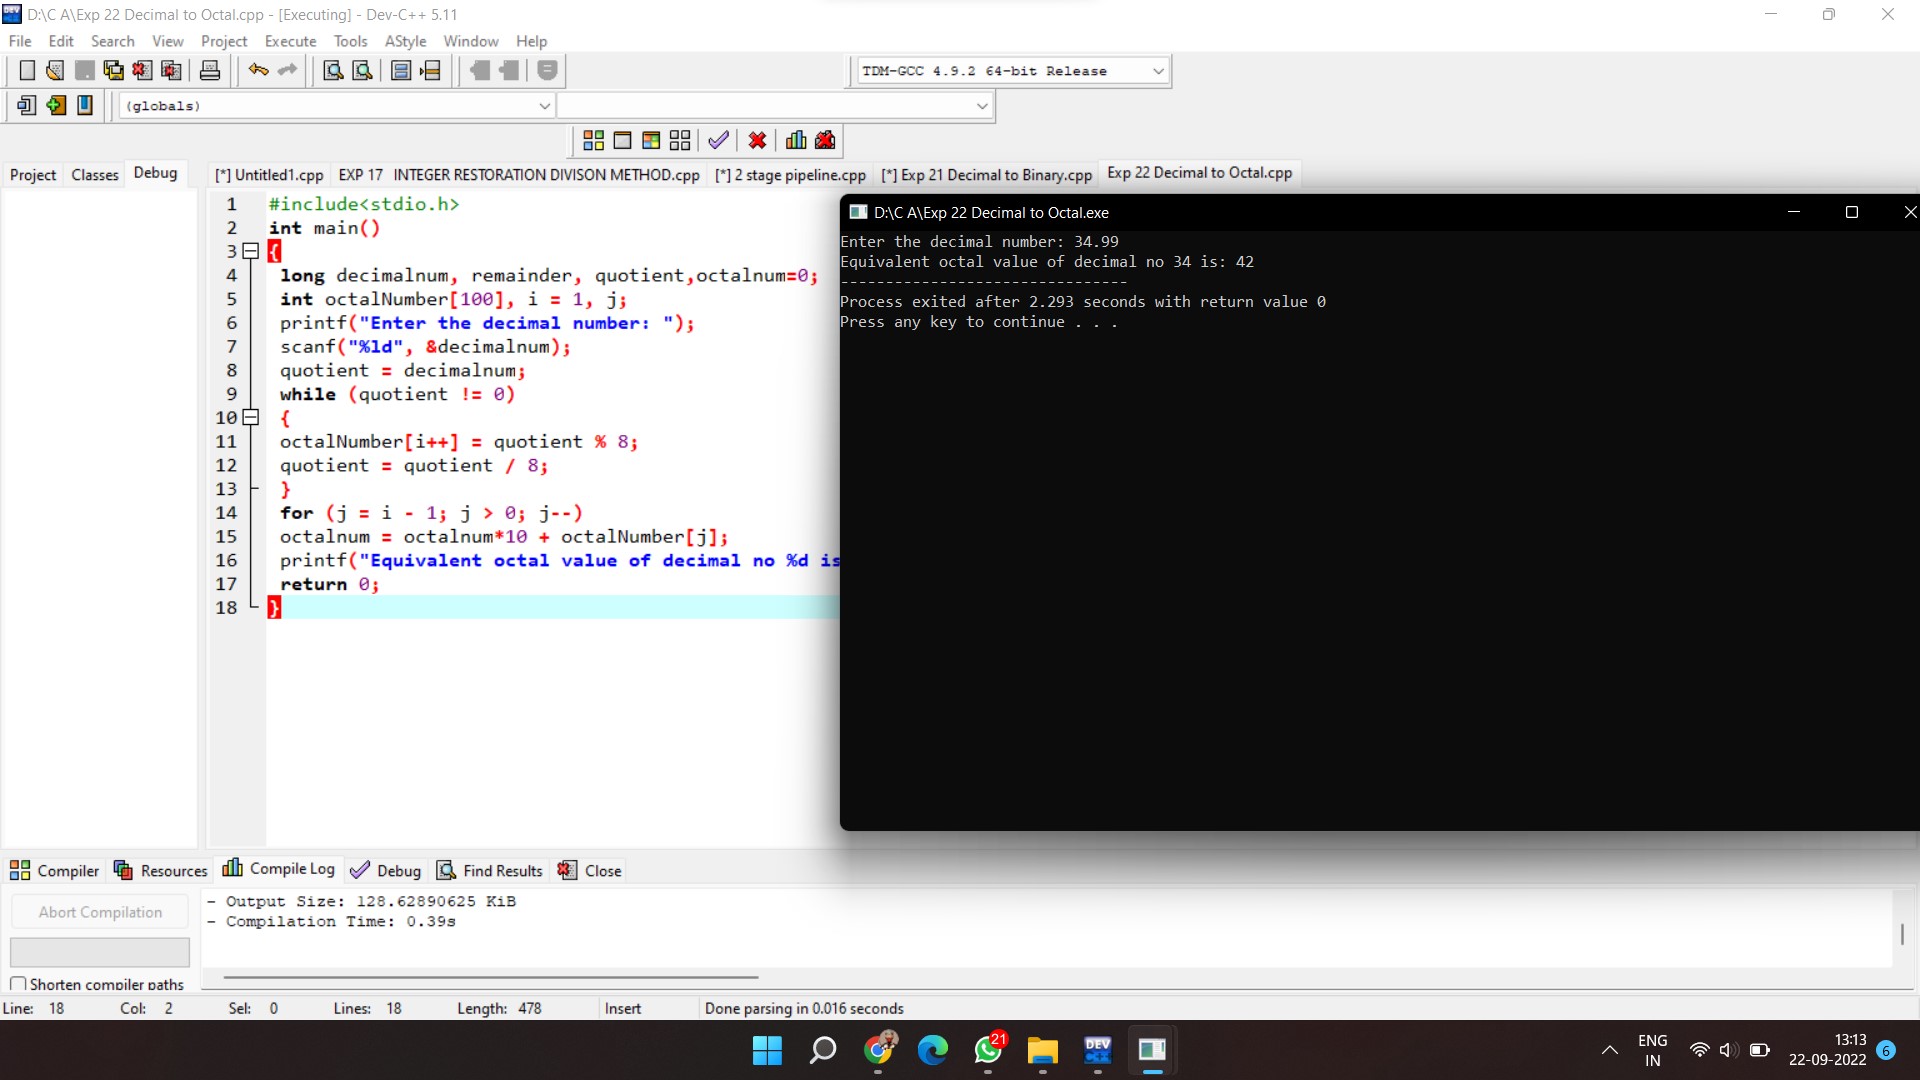 D:\C A\Exp 22 Decimal to Octal.cpp - [Executing] - Dev-C++ 5.11
File Edit Search View Project Execute Tools AStyle Window Help
TDM-GCC 4.9.2 64-bit Release
(globals)
Project Classes Debug
[*] Untitled1.cpp EXP 17 INTEGER RESTORATION DIVISON METHOD.cpp [*] 2 stage pipeline.cpp [*] Exp 21 Decimal to Binary.cpp Exp 22 Decimal to Octal.cpp
1 #include<stdio.h>
2 int main()
3 {
4 long decimalnum, remainder, quotient,octalnum=0;
5 int octalNumber[100], i = 1, j;
6 printf("Enter the decimal number: ");
7 scanf("%ld", &decimalnum);
8 quotient = decimalnum;
9 while (quotient != 0)
10 {
11 octalNumber[i++] = quotient % 8;
12 quotient = quotient / 8;
13 }
14 for (j = i - 1; j > 0; j--)
15 octalnum = octalnum*10 + octalNumber[j];
16 printf("Equivalent octal value of decimal no %d is
17 return 0;
18 }
D:\C A\Exp 22 Decimal to Octal.exe
Enter the decimal number: 34.99
Equivalent octal value of decimal no 34 is: 42
--------------------------------
Process exited after 2.293 seconds with return value 0
Press any key to continue . . .
Compiler Resources Compile Log Debug Find Results Close
Abort Compilation
Shorten compiler paths
- Output Size: 128.62890625 KiB
- Compilation Time: 0.39s
Line: 18 Col: 2 Sel: 0 Lines: 18 Length: 478 Insert Done parsing in 0.016 seconds
DEV
21
DEV
C++
ENG
IN
13:13
22-09-2022
6